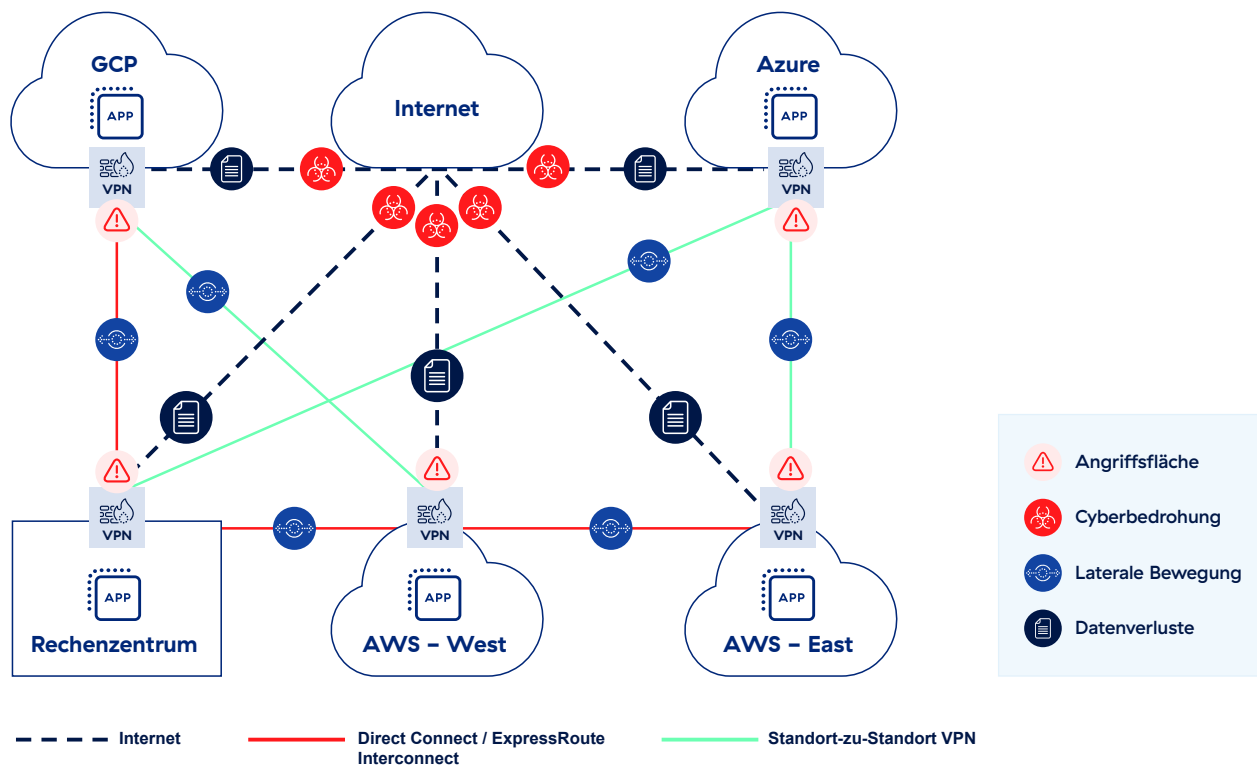 GCP
APP
VPN
Internet
Azure
APP
VPN
VPN
APP
Rechenzentrum
VPN
APP
AWS – West
VPN
APP
AWS – East
Angriffsfläche
Cyberbedrohung
Laterale Bewegung
Datenverluste
Internet
Direct Connect / ExpressRoute
Interconnect
Standort-zu-Standort VPN